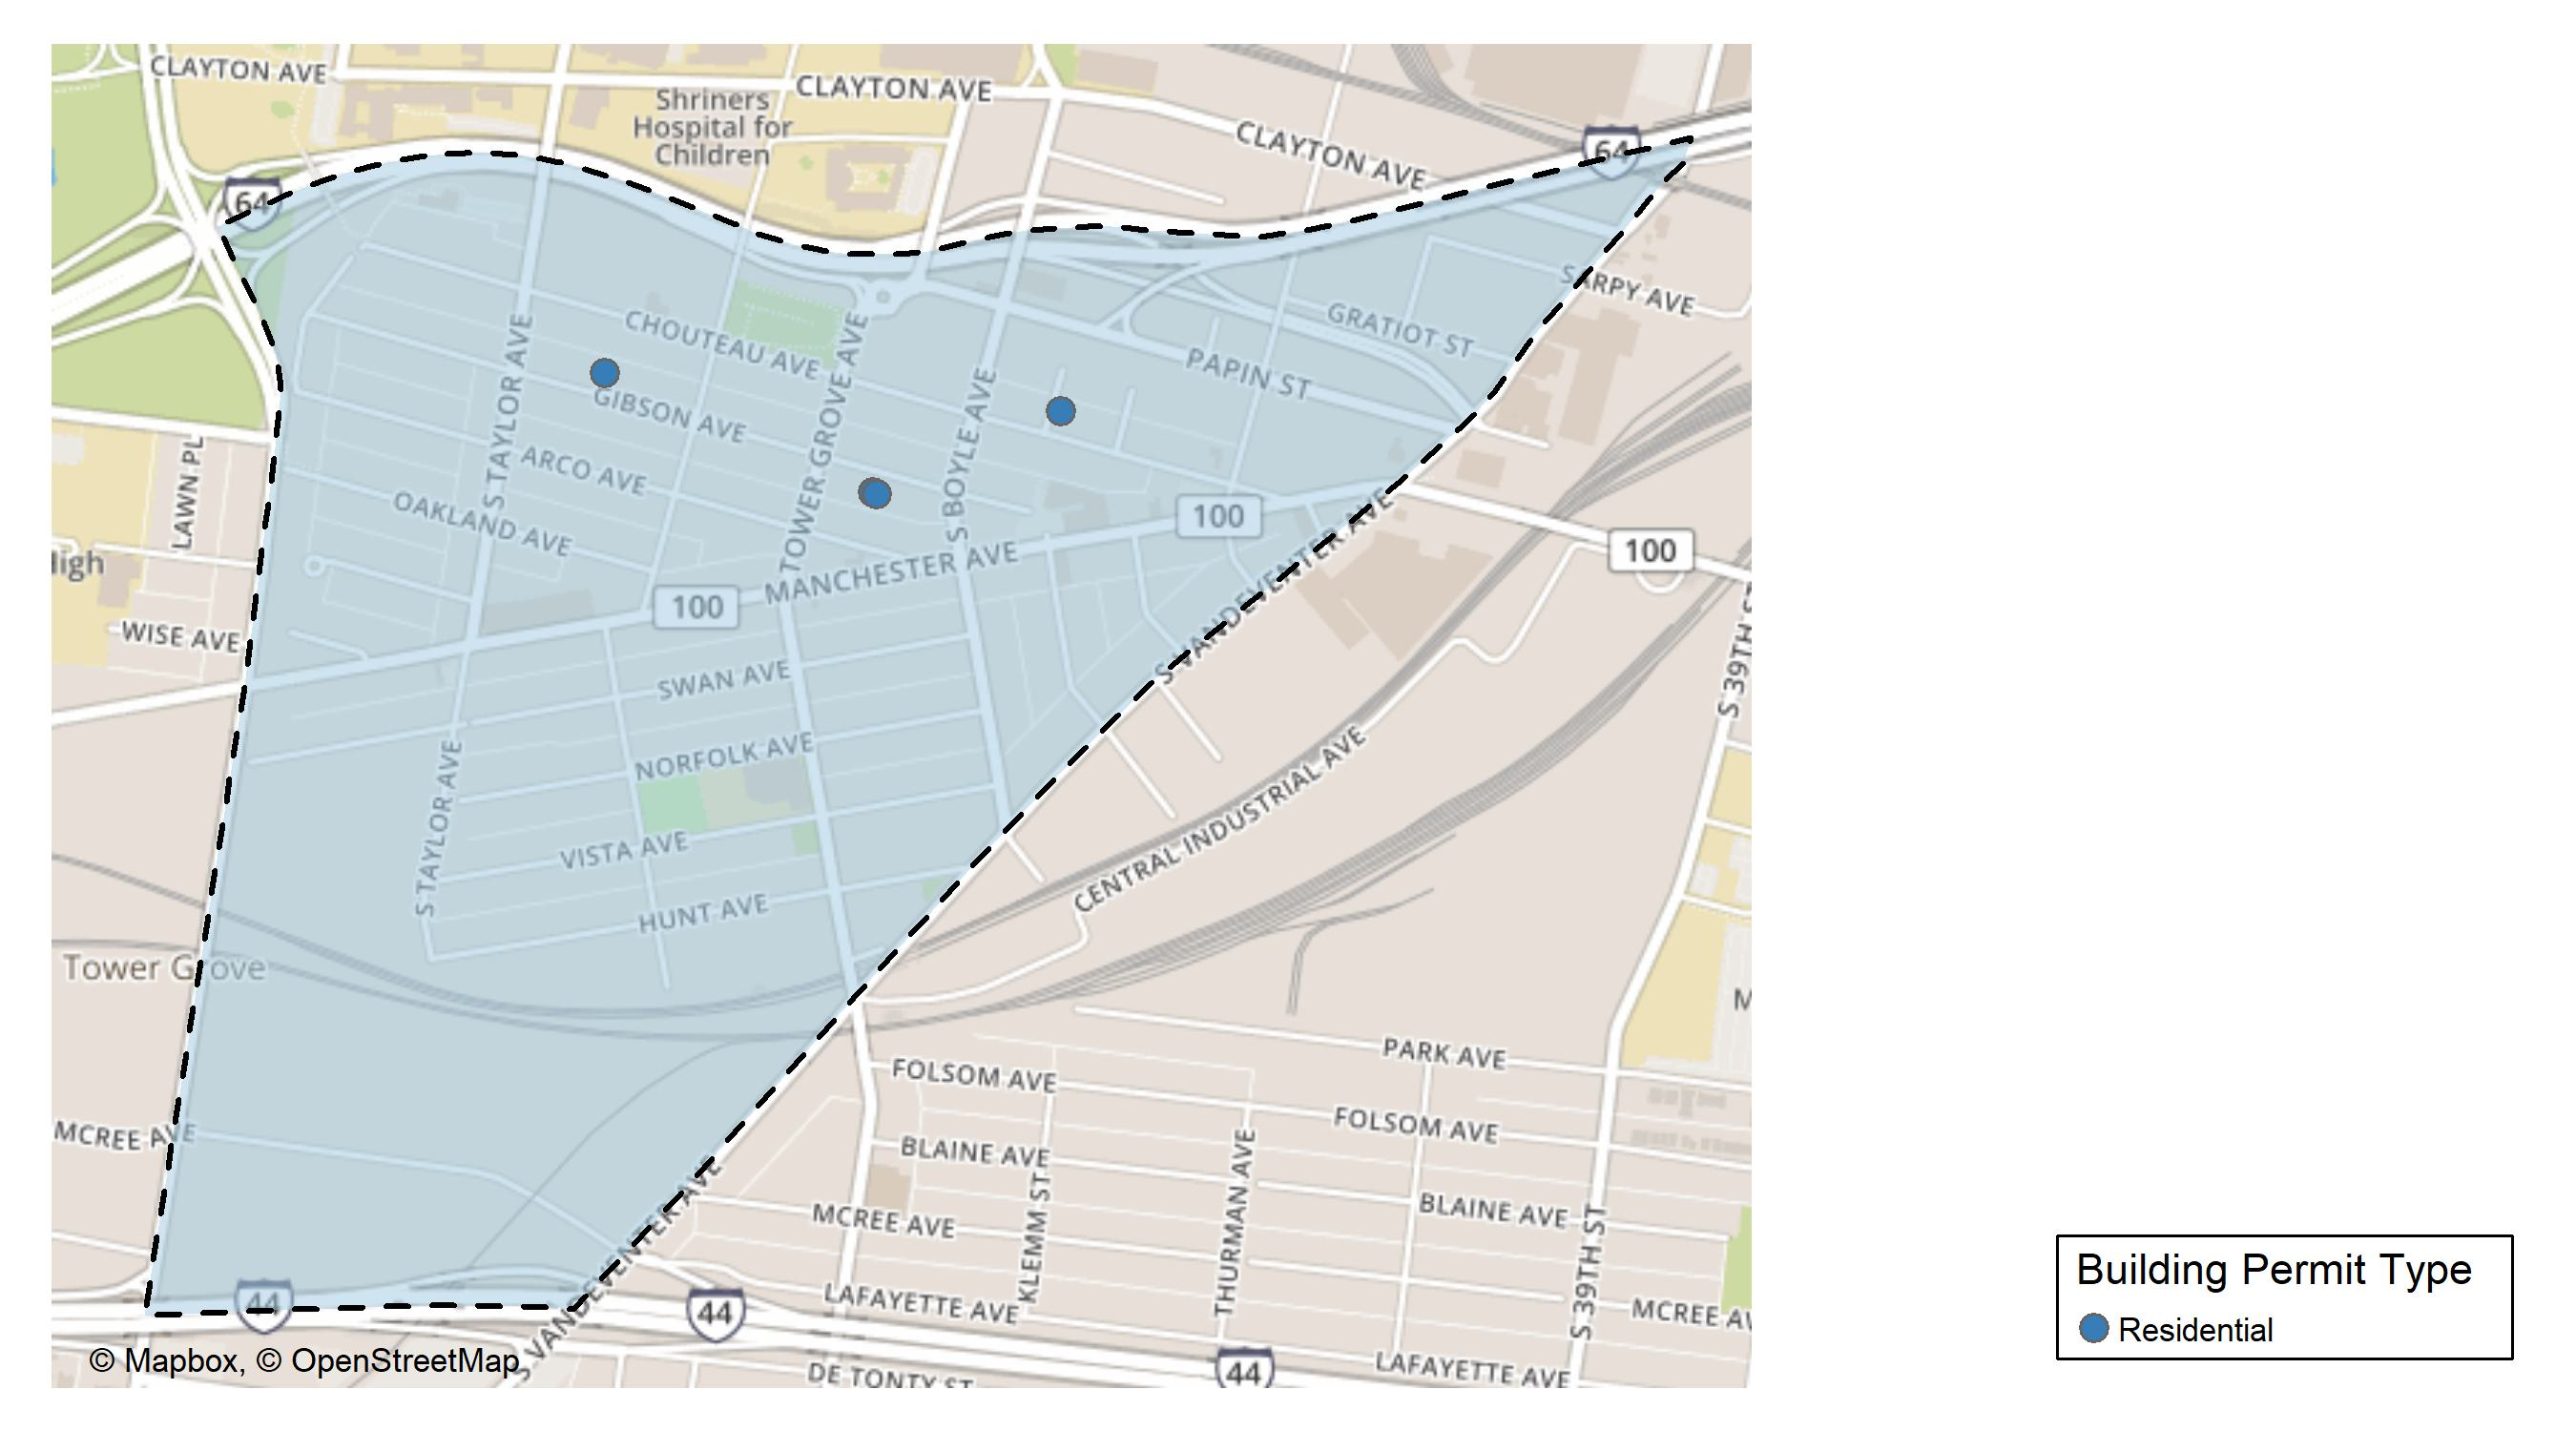 CLAYTON AVE
CLAYTON AVE
Shriners
Hospital for
Children
CLAYTON AVE
64
64
SARPY AVE
GRATIOT ST
CHOUTEAU AVE
PAPIN ST
GIBSON AVE
S TAYLOR AVE
TOWER GROVE AVE
S BOYLE AVE
ARCO AVE
LAWN PL
OAKLAND AVE
100
S VANDEVENTER AVE
100
MANCHESTER AVE
100
WISE AVE
S 39TH ST
SWAN AVE
NORFOLK AVE
S TAYLOR AVE
CENTRAL INDUSTRIAL AVE
VISTA AVE
HUNT AVE
Tower Grove
PARK AVE
FOLSOM AVE
FOLSOM AVE
MCREE AVE
BLAINE AVE
BLAINE AVE
KLEMM ST
THURMAN AVE
S 39TH ST
MCREE AVE
S VANDEVENTER AVE
LAFAYETTE AVE
44
44
44
LAFAYETTE AVE
© Mapbox, © OpenStreetMap
Building Permit Type
Residential